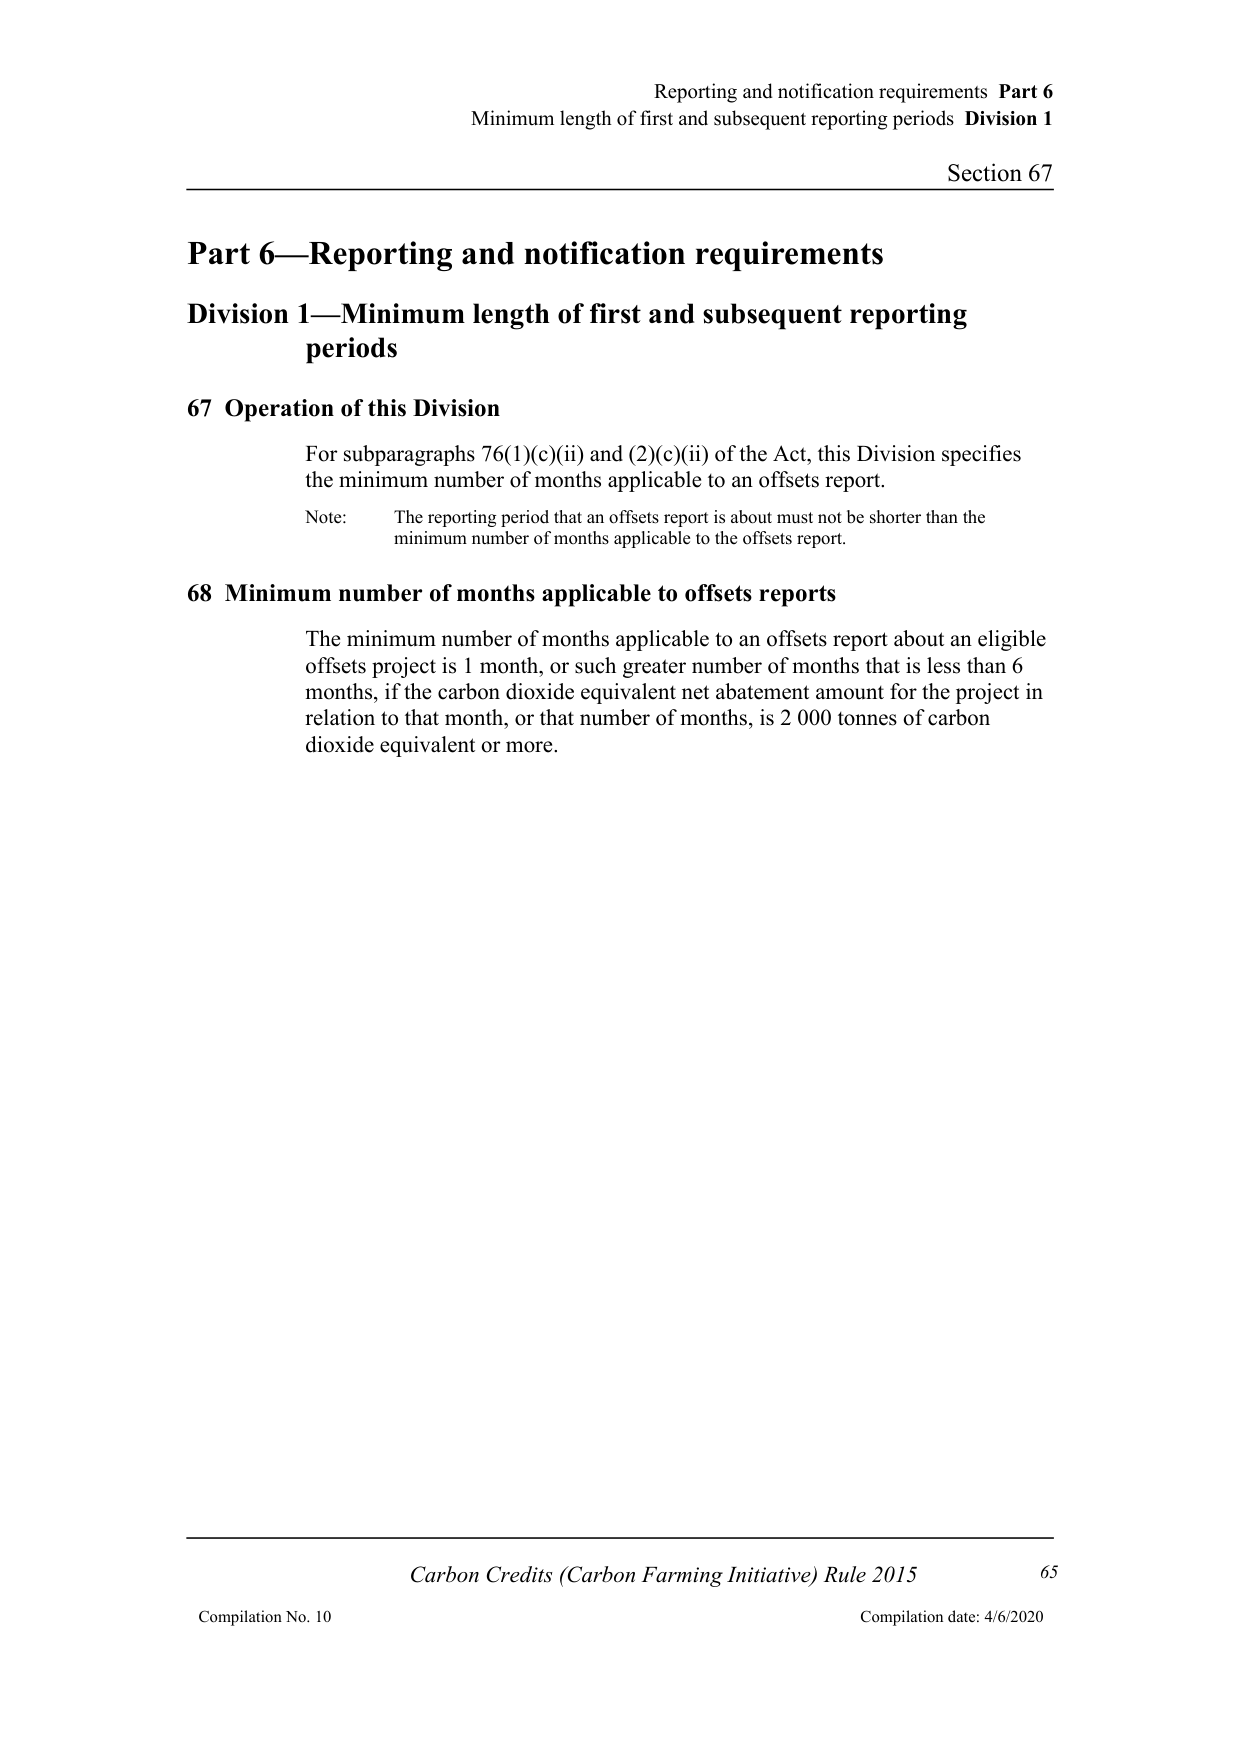 Reporting and notification requirements  Part 6
Minimum length of first and subsequent reporting periods  Division 1
Section 67
Part 6—Reporting and notification requirements
Division 1—Minimum length of first and subsequent reporting
periods
67  Operation of this Division
For subparagraphs 76(1)(c)(ii) and (2)(c)(ii) of the Act, this Division specifies
the minimum number of months applicable to an offsets report.
Note: The reporting period that an offsets report is about must not be shorter than the
minimum number of months applicable to the offsets report.
68  Minimum number of months applicable to offsets reports
The minimum number of months applicable to an offsets report about an eligible
offsets project is 1 month, or such greater number of months that is less than 6
months, if the carbon dioxide equivalent net abatement amount for the project in
relation to that month, or that number of months, is 2 000 tonnes of carbon
dioxide equivalent or more.
Carbon Credits (Carbon Farming Initiative) Rule 2015 65
Compilation No. 10 Compilation date: 4/6/2020